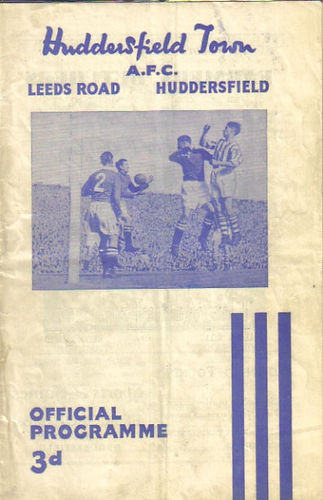 Huddersfield Town
A.F.C.
LEEDS ROAD HUDDERSFIELD
2
OFFICIAL
PROGRAMME
3d